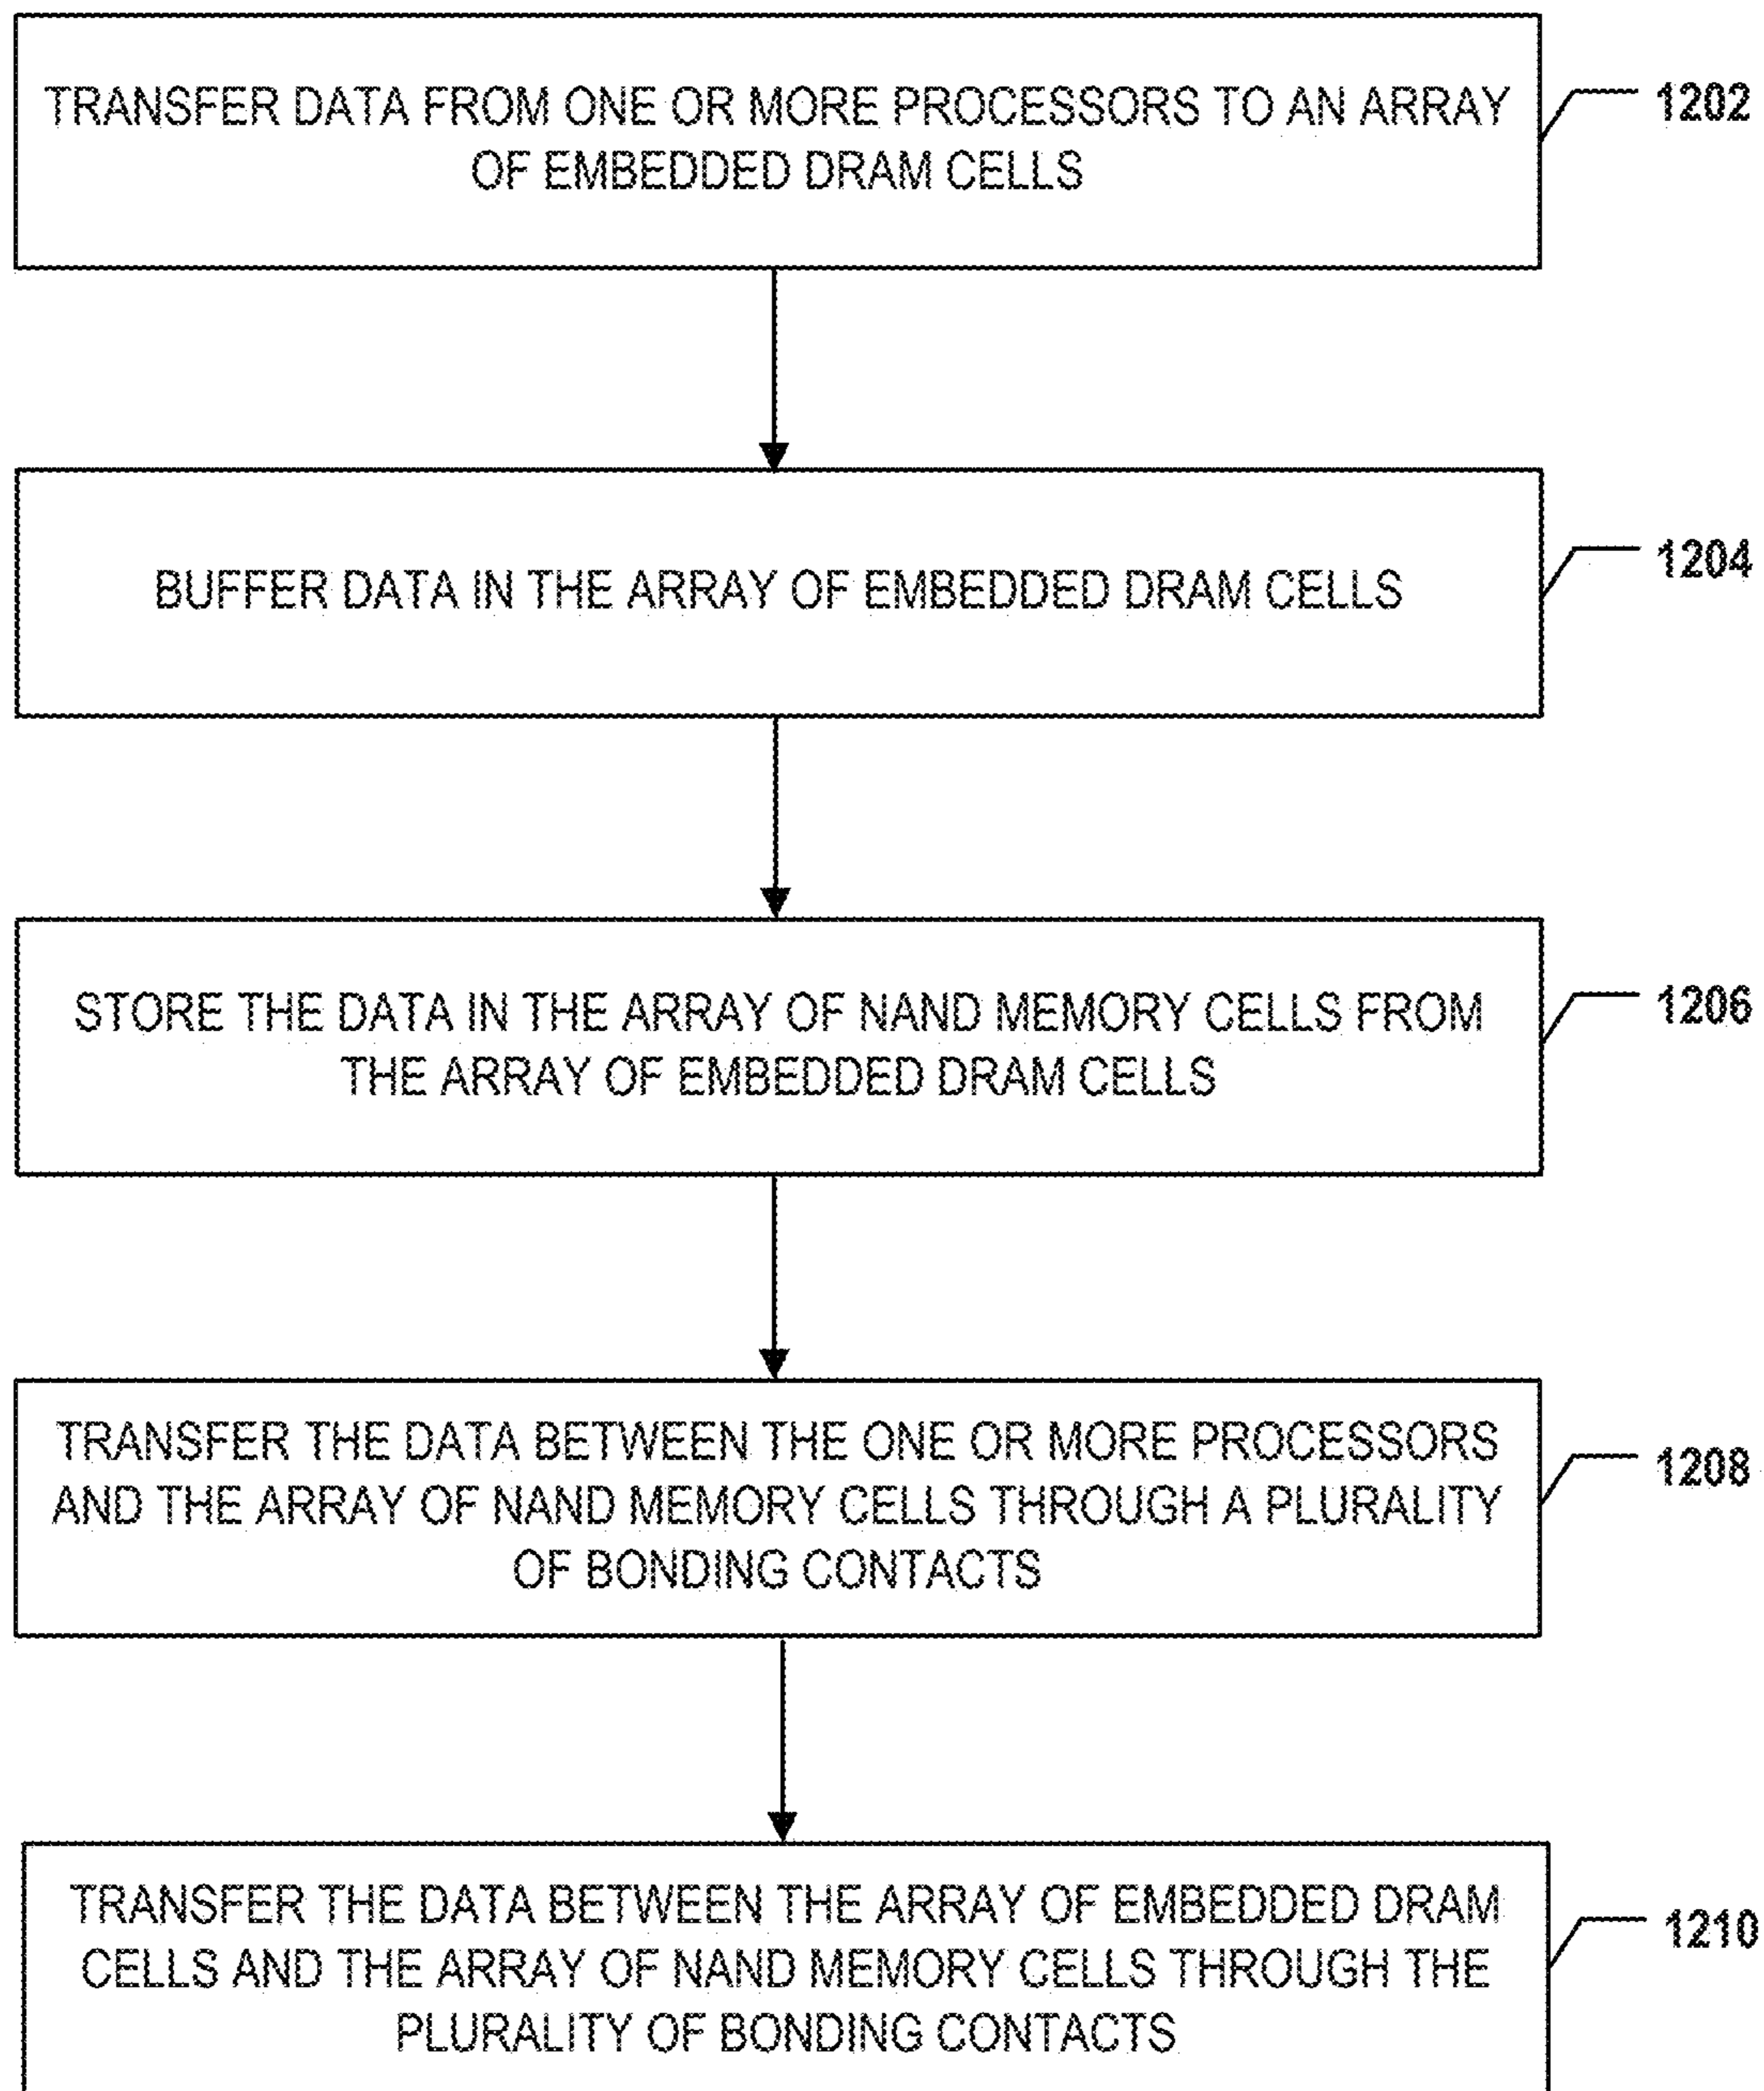 TRANSFER DATA FROM ONE OR MORE PROCESSORS TO AN ARRAY
OF EMBEDDED DRAM CELLS
1202
BUFFER DATA IN THE ARRAY OF EMBEDDED DRAM CELLS
1204
STORE THE DATA IN THE ARRAY OF NAND MEMORY CELLS FROM
THE ARRAY OF EMBEDDED DRAM CELLS
1206
TRANSFER THE DATA BETWEEN THE ONE OR MORE PROCESSORS
AND THE ARRAY OF NAND MEMORY CELLS THROUGH A PLURALITY
OF BONDING CONTACTS
1208
TRANSFER THE DATA BETWEEN THE ARRAY OF EMBEDDED DRAM
CELLS AND THE ARRAY OF NAND MEMORY CELLS THROUGH THE
PLURALITY OF BONDING CONTACTS
1210